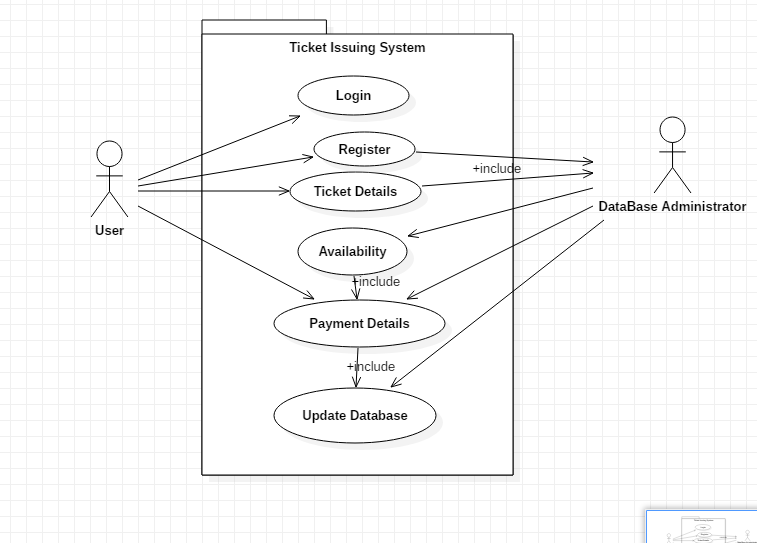 Ticket Issuing System
Login
Register
+include
Ticket Details
DataBase Administrator
User
Availability
+include
Payment Details
+include
Update Database